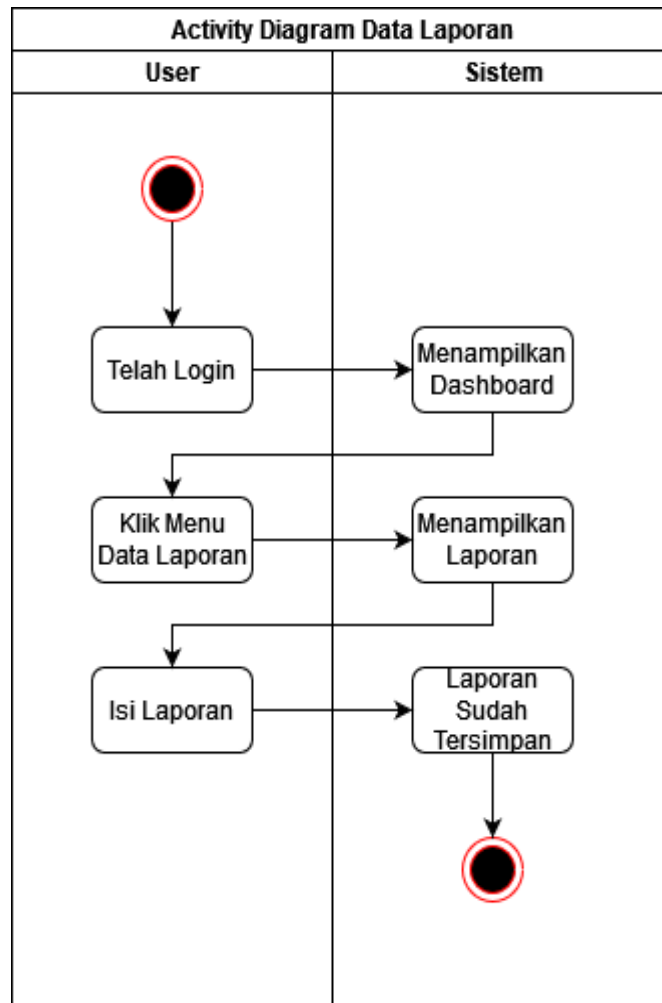 Activity Diagram Data Laporan
User
Sistem
Telah Login
Menampilkan
Dashboard
Klik Menu
Data Laporan
Menampilkan
Laporan
Isi Laporan
Laporan
Sudah
Tersimpan